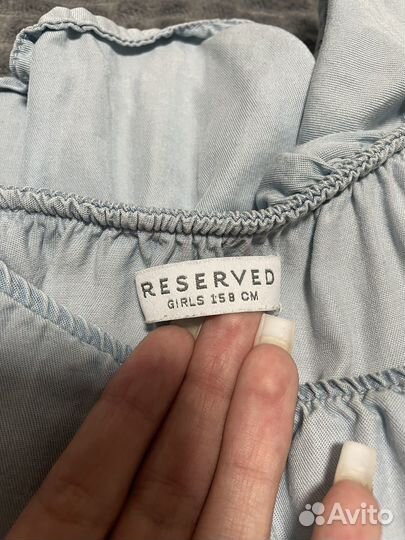 RESERVED
GIRLS 158 CM
Avito